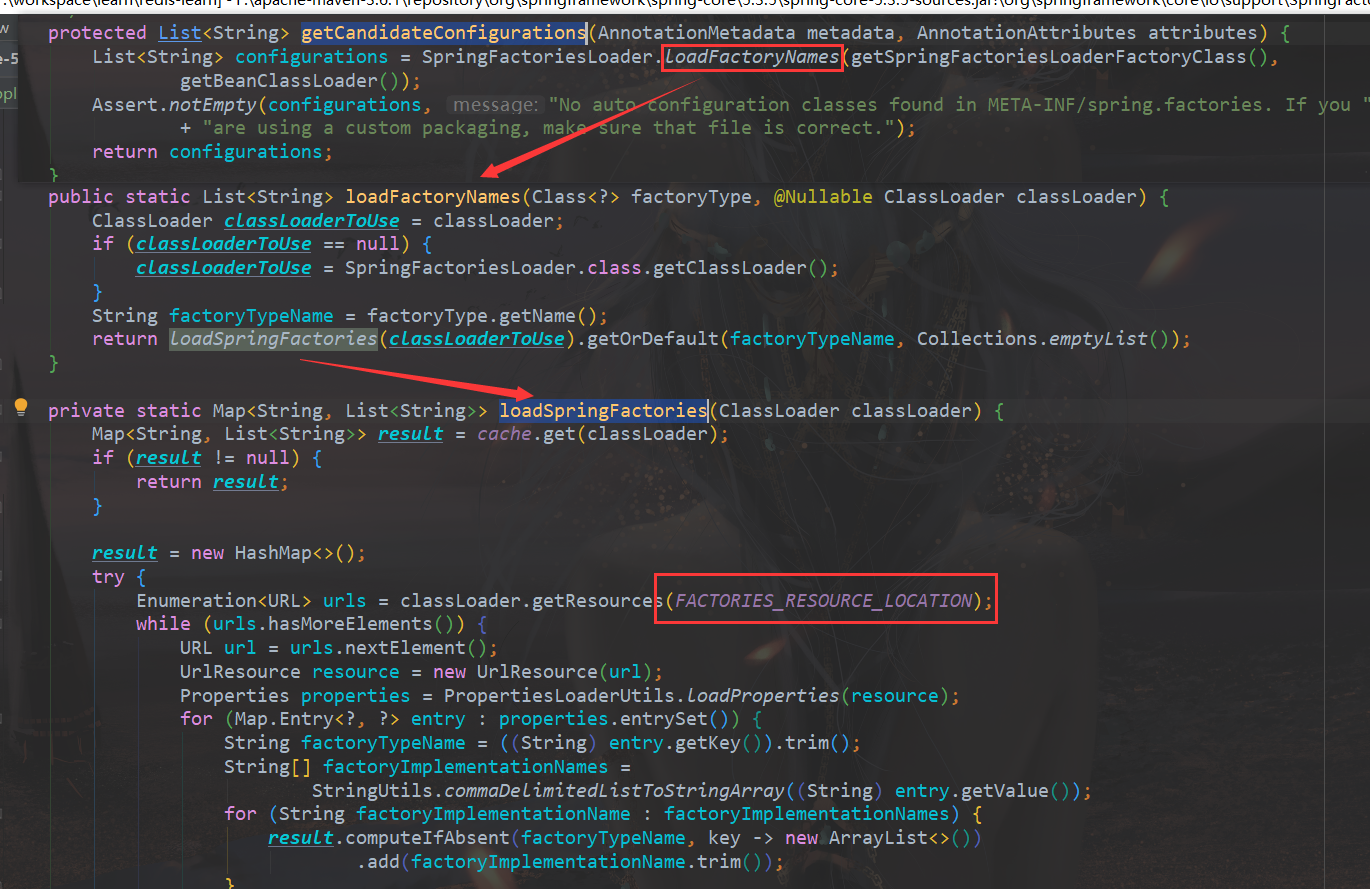 :\workspace\learn\redis-learn] - F:\apache-maven-3.6.1\repository\org\springframework\spring-core\5.3.5\spring-core-5.3.5-sources.jar!\org\springframework\core\io\support\SpringFacto
protected List<String> getCandidateConfigurations(AnnotationMetadata metadata, AnnotationAttributes attributes) {
List<String> configurations = SpringFactoriesLoader.loadFactoryNames(getSpringFactoriesLoaderFactoryClass(),
getBeanClassLoader());
Assert.notEmpty(configurations, message: "No auto configuration classes found in META-INF/spring.factories. If you "
+ "are using a custom packaging, make sure that file is correct.");
return configurations;
}
public static List<String> loadFactoryNames(Class<?> factoryType, @Nullable ClassLoader classLoader) {
ClassLoader classLoaderToUse = classLoader;
if (classLoaderToUse == null) {
classLoaderToUse = SpringFactoriesLoader.class.getClassLoader();
}
String factoryTypeName = factoryType.getName();
return loadSpringFactories(classLoaderToUse).getOrDefault(factoryTypeName, Collections.emptyList());
}
private static Map<String, List<String>> loadSpringFactories(ClassLoader classLoader) {
Map<String, List<String>> result = cache.get(classLoader);
if (result != null) {
return result;
}
result = new HashMap<>();
try {
Enumeration<URL> urls = classLoader.getResources(FACTORIES_RESOURCE_LOCATION);
while (urls.hasMoreElements()) {
URL url = urls.nextElement();
UrlResource resource = new UrlResource(url);
Properties properties = PropertiesLoaderUtils.loadProperties(resource);
for (Map.Entry<?, ?> entry : properties.entrySet()) {
String factoryTypeName = ((String) entry.getKey()).trim();
String[] factoryImplementationNames =
StringUtils.commaDelimitedListToStringArray((String) entry.getValue());
for (String factoryImplementationName : factoryImplementationNames) {
result.computeIfAbsent(factoryTypeName, key -> new ArrayList<>())
.add(factoryImplementationName.trim());
}